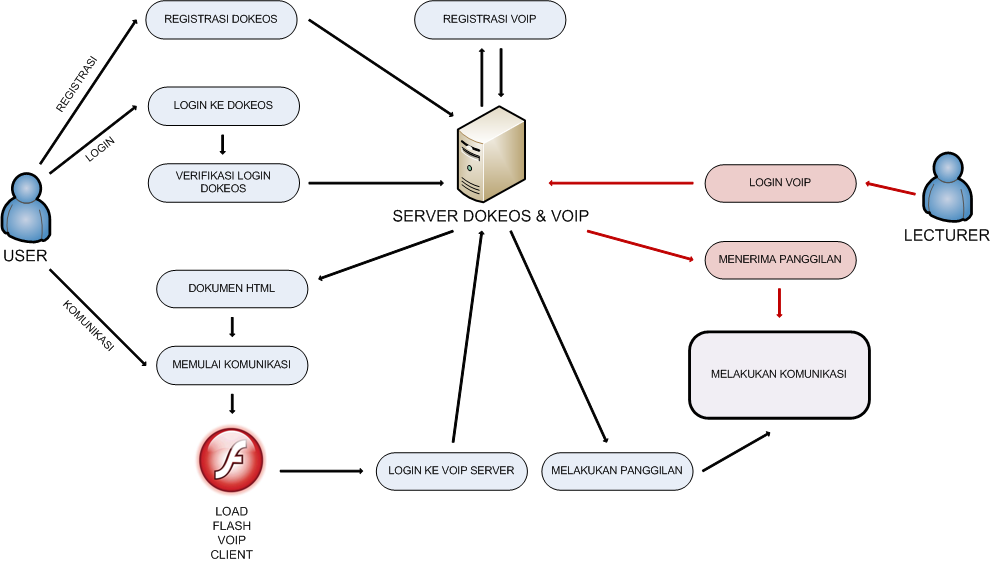 REGISTRASI DOKEOS
REGISTRASI VOIP
REGISTRASI
LOGIN KE DOKEOS
LOGIN
VERIFIKASI LOGIN
DOKEOS
LOGIN VOIP
SERVER DOKEOS & VOIP
LECTURER
USER
MENERIMA PANGGILAN
DOKUMEN HTML
KOMUNIKASI
MEMULAI KOMUNIKASI
MELAKUKAN KOMUNIKASI
LOGIN KE VOIP SERVER
MELAKUKAN PANGGILAN
LOAD
FLASH
VOIP
CLIENT